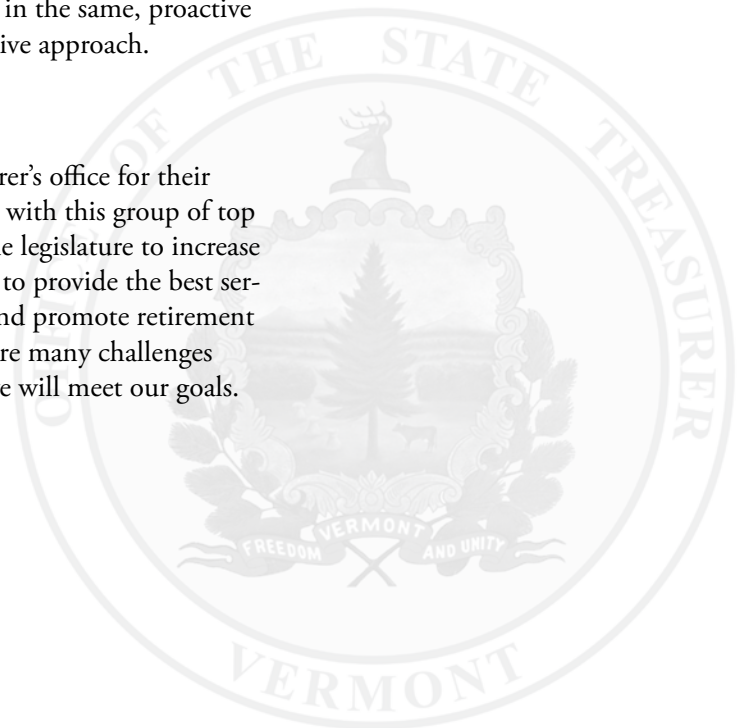 in the same, proactive
ive approach.
rer's office for their
with this group of top
e legislature to increase
to provide the best ser-
nd promote retirement
re many challenges
e will meet our goals.
OFFICE OF THE STATE TREASURER
FREEDOM VERMONT AND UNITY
VERMONT